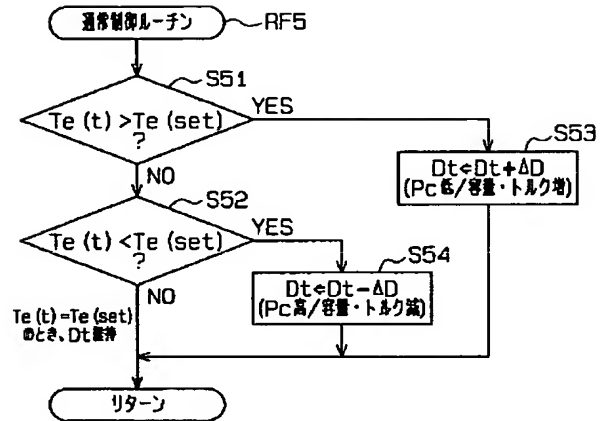 通常制御ルーチン
RF5
S51
Te(t)>Te(set)
?
YES
NO
S53
Dt⇐Dt+ΔD
(Pc低/容量・トルク増)
S52
Te(t)<Te(set)
?
YES
NO
S54
Dt⇐Dt−ΔD
(Pc高/容量・トルク減)
Te(t)=Te(set)
のとき、Dt維持
リターン